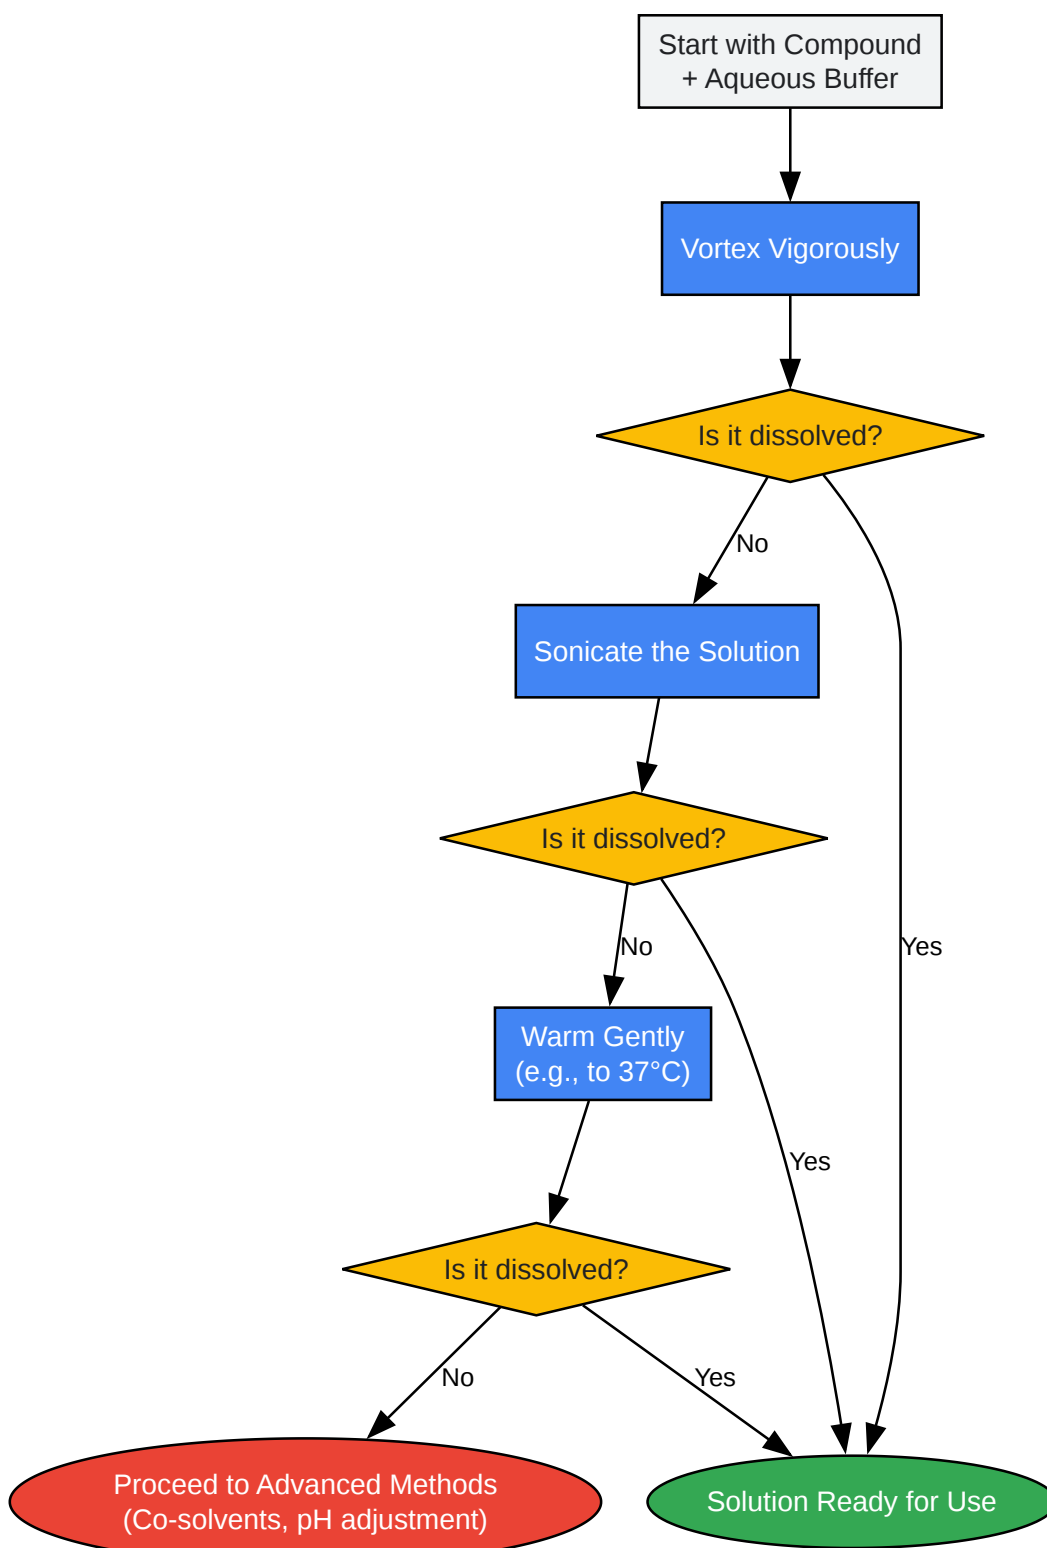 Start with Compound
+ Aqueous Buffer
Vortex Vigorously
Is it dissolved?
No
Sonicate the Solution
Is it dissolved?
No
Yes
Warm Gently
(e.g., to 37°C)
Yes
Is it dissolved?
No
Yes
Proceed to Advanced Methods
(Co-solvents, pH adjustment)
Solution Ready for Use